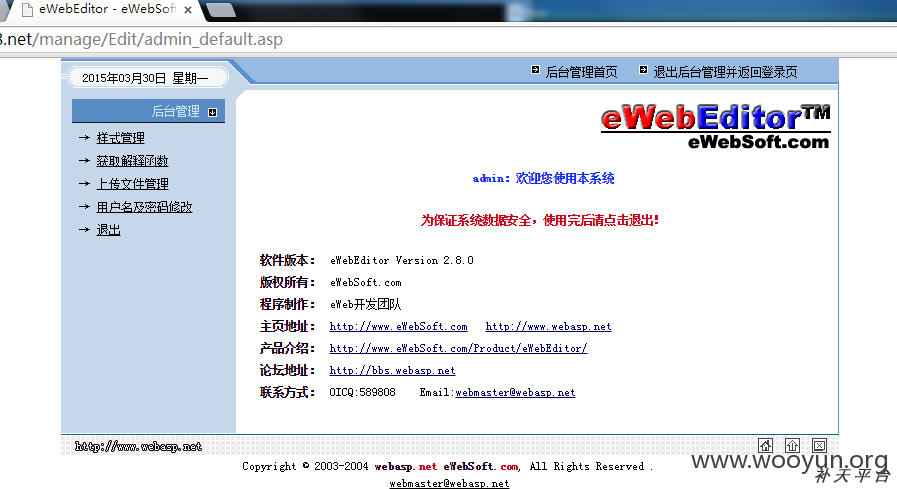 eWebEditor - eWebSoft
3.net/manage/Edit/admin_default.asp
2015年03月30日 星期一
后台管理首页 退出后台管理并返回登录页
后台管理
样式管理
获取解释函数
上传文件管理
用户名及密码修改
退出
eWebEditor™
eWebSoft.com
admin: 欢迎您使用本系统
为保证系统数据安全，使用完后请点击退出！
软件版本： eWebEditor Version 2.8.0
版权所有： eWebSoft.com
程序制作： eWeb开发团队
主页地址： http://www.eWebSoft.com http://www.webasp.net
产品介绍： http://www.eWebSoft.com/Product/eWebEditor/
论坛地址： http://bbs.webasp.net
联系方式： OICQ:589808 Email:webmaster@webasp.net
http://www.webasp.net
Copyright © 2003-2004 webasp.net eWebSoft.com, All Rights Reserved .
webmaster@webasp.net
www.wooyun.org
补天平台